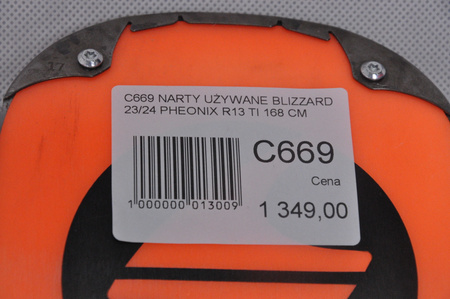 17
C669 NARTY UŻYWANE BLIZZARD
23/24 PHEONIX R13 TI 168 CM
C669
Cena
1 000000 013009
1 349,00